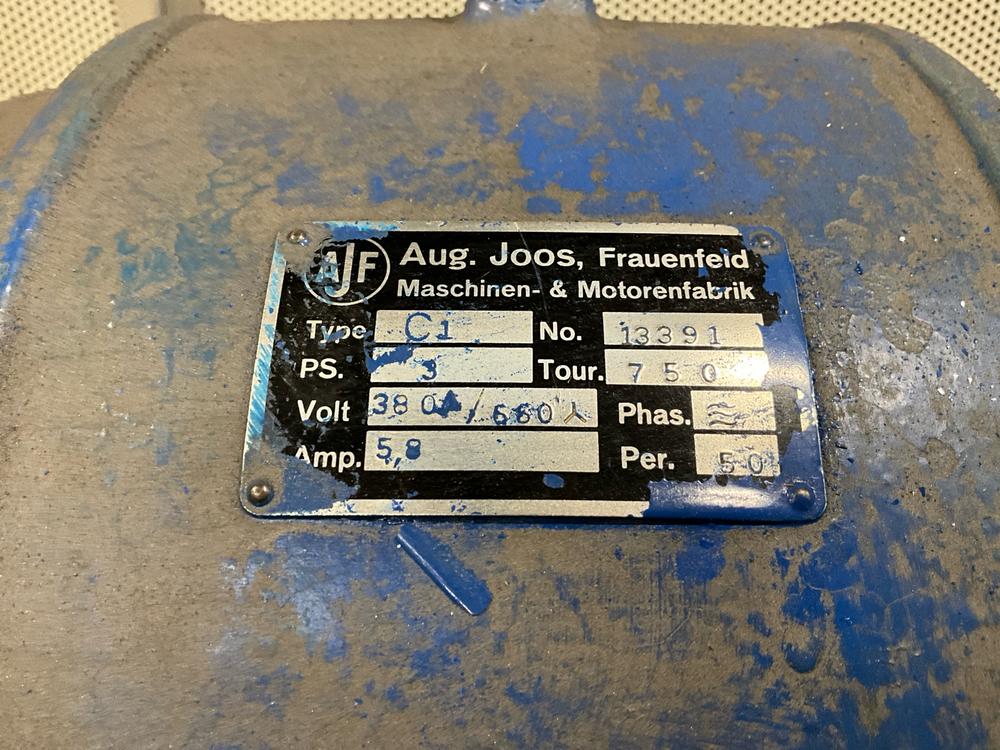 AJF
Aug. Joos, Frauenfeld
Maschinen- & Motorenfabrik
Type C1 No. 13391
PS. 3 Tour. 750
Volt 380 Δ / 660 Y Phas. ≈
Amp. 5,8 Per. 50